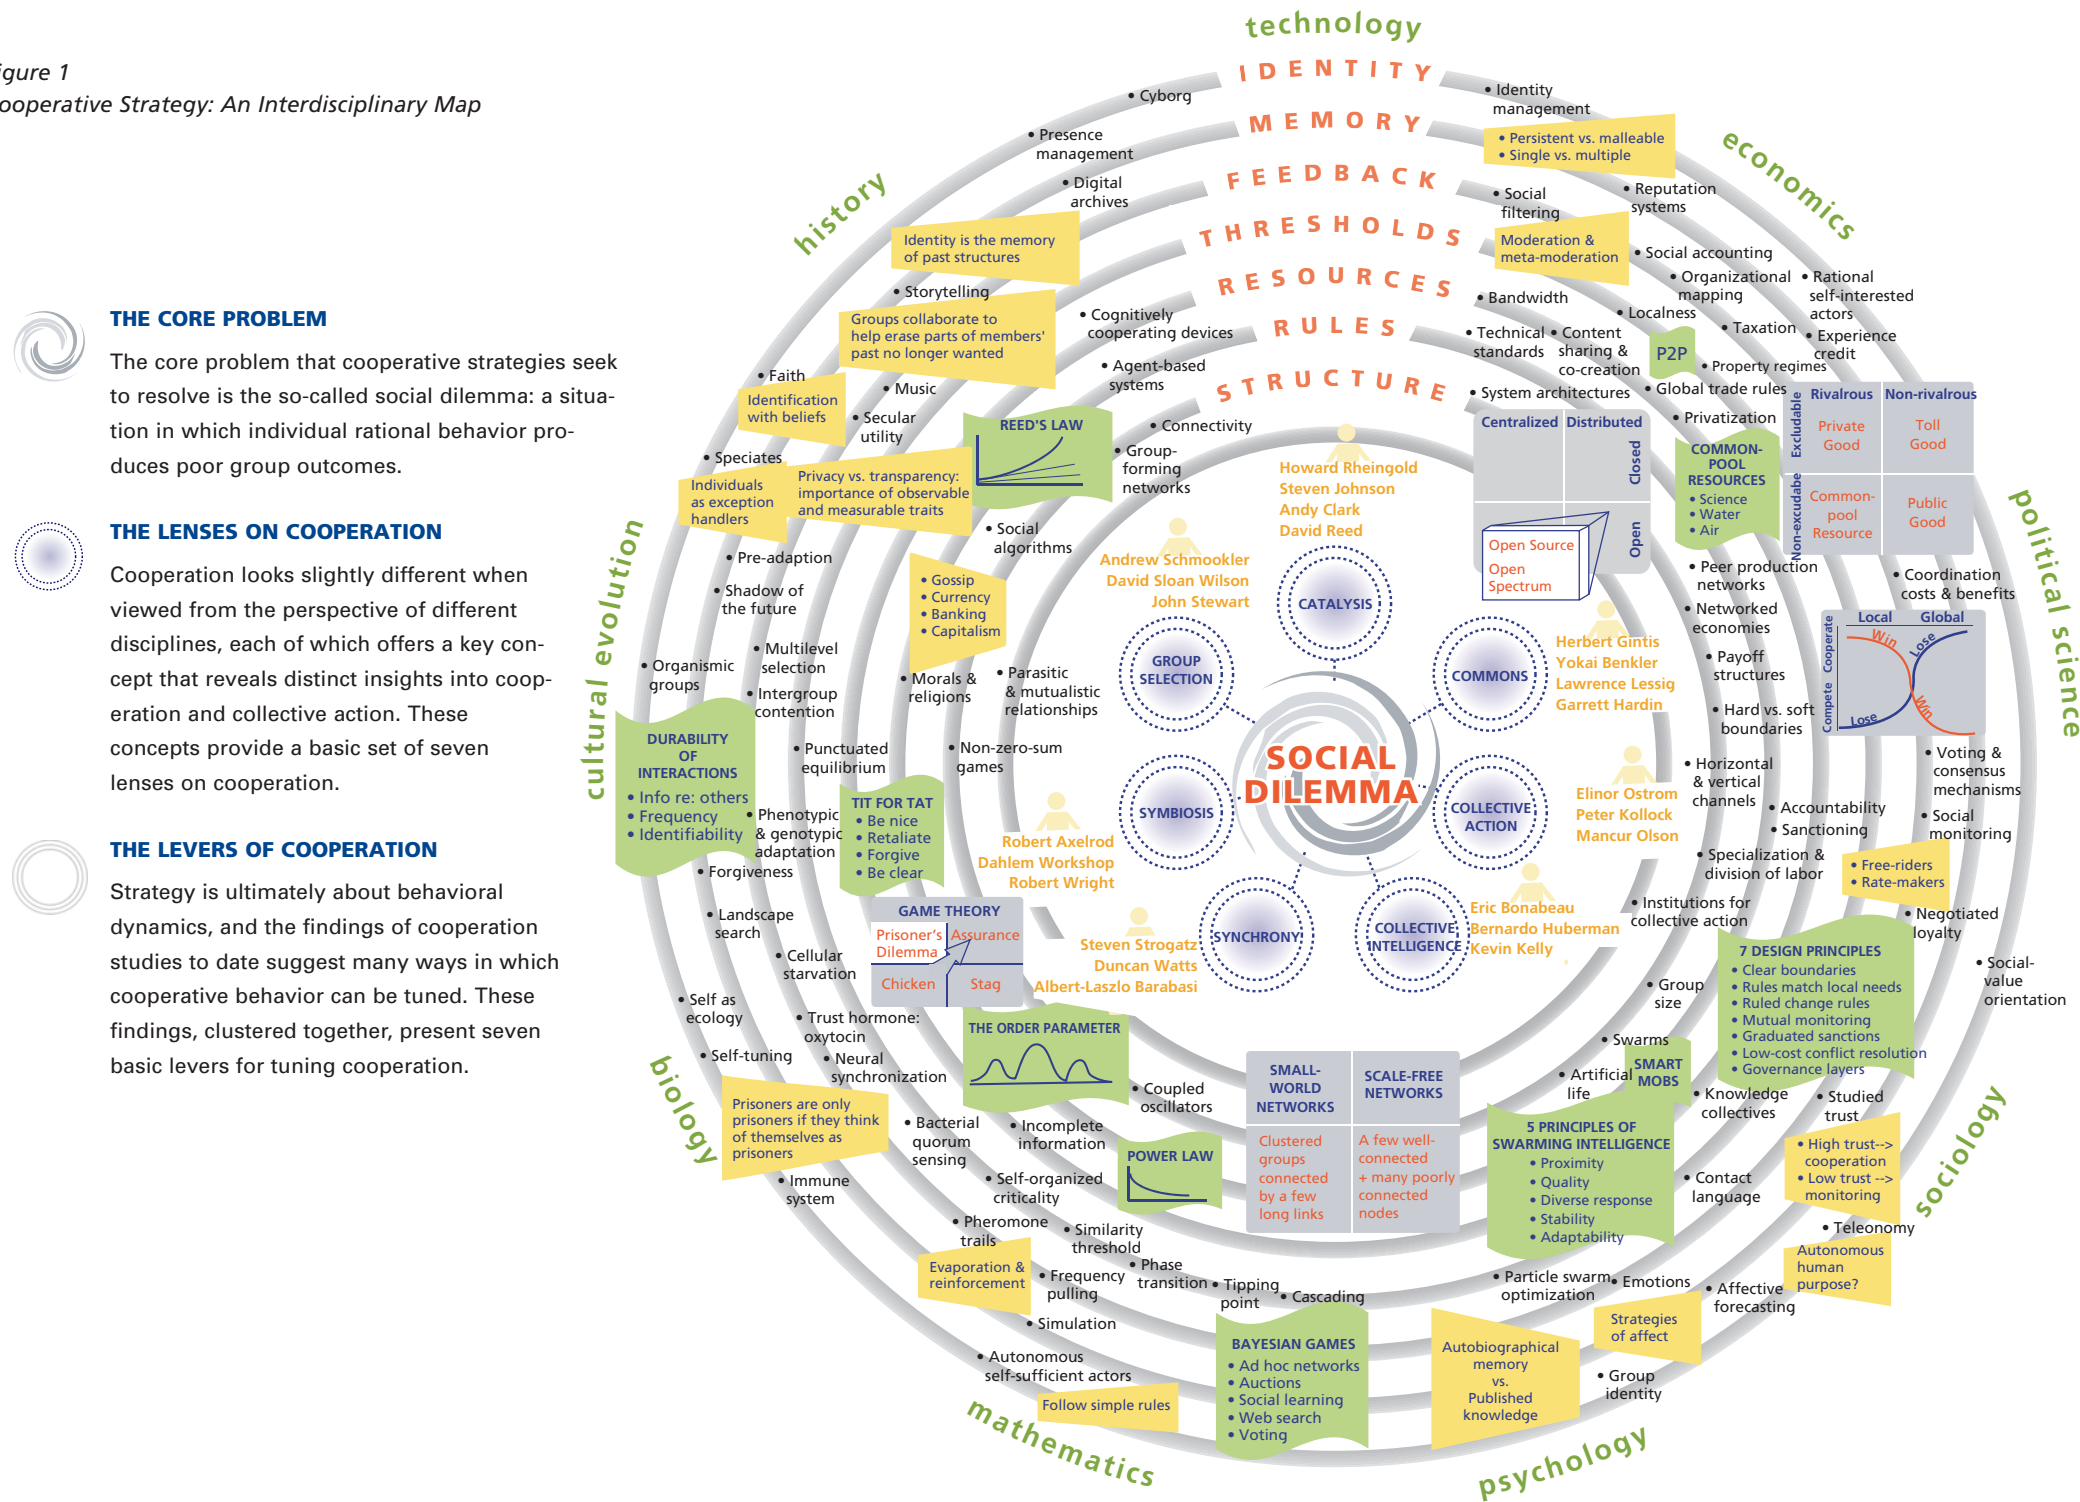 igure 1
ooperative Strategy: An Interdisciplinary Map
THE CORE PROBLEM
The core problem that cooperative strategies seek
to resolve is the so-called social dilemma: a situa-
tion in which individual rational behavior pro-
duces poor group outcomes.
THE LENSES ON COOPERATION
Cooperation looks slightly different when
viewed from the perspective of different
disciplines, each of which offers a key con-
cept that reveals distinct insights into coop-
eration and collective action. These
concepts provide a basic set of seven
lenses on cooperation.
THE LEVERS OF COOPERATION
Strategy is ultimately about behavioral
dynamics, and the findings of cooperation
studies to date suggest many ways in which
cooperative behavior can be tuned. These
findings, clustered together, present seven
basic levers for tuning cooperation.
technology
economics
political science
sociology
psychology
mathematics
biology
cultural evolution
history
IDENTITY
MEMORY
FEEDBACK
THRESHOLDS
RESOURCES
RULES
STRUCTURE
• Cyborg
• Presence
management
• Digital
archives
Identity is the memory
of past structures
• Storytelling
Groups collaborate to
help erase parts of members'
past no longer wanted
• Cognitively
cooperating devices
• Agent-based
systems
• Faith
Identification
with beliefs
• Music
• Secular
utility
REED'S LAW
• Connectivity
• Group-
forming
networks
• Speciates
Individuals
as exception
handlers
Privacy vs. transparency:
importance of observable
and measurable traits
• Social
algorithms
• Pre-adaption
• Shadow of
the future
• Gossip
• Currency
• Banking
• Capitalism
• Multilevel
selection
• Organismic
groups
• Intergroup
contention
• Morals &
religions
• Parasitic
& mutualistic
relationships
DURABILITY
OF
INTERACTIONS
• Info re: others
• Frequency
• Identifiability
• Punctuated
equilibrium
• Non-zero-sum
games
TIT FOR TAT
• Be nice
• Retaliate
• Forgive
• Be clear
• Phenotypic
& genotypic
adaptation
• Forgiveness
• Landscape
search
• Cellular
starvation
GAME THEORY
Prisoner's
Dilemma
Assurance
Chicken
Stag
• Self as
ecology
• Trust hormone:
oxytocin
• Self-tuning
• Neural
synchronization
THE ORDER PARAMETER
Prisoners are only
prisoners if they think
of themselves as
prisoners
• Bacterial
quorum
sensing
• Coupled
oscillators
• Incomplete
information
• Immune
system
• Self-organized
criticality
POWER LAW
• Pheromone
trails
• Similarity
threshold
Evaporation &
reinforcement
• Frequency
pulling
• Phase
transition
• Tipping
point
• Cascading
• Simulation
• Autonomous
self-sufficient actors
Follow simple rules
BAYESIAN GAMES
• Ad hoc networks
• Auctions
• Social learning
• Web search
• Voting
SMALL-
WORLD
NETWORKS
SCALE-FREE
NETWORKS
Clustered
groups
connected
by a few
long links
A few well-
connected
+ many poorly
connected
nodes
Autobiographical
memory
vs.
Published
knowledge
• Particle swarm
optimization
• Emotions
Strategies
of affect
• Group
identity
• Affective
forecasting
Autonomous
human
purpose?
• Teleonomy
• High trust-->
cooperation
• Low trust -->
monitoring
• Studied
trust
• Contact
language
5 PRINCIPLES OF
SWARMING INTELLIGENCE
• Proximity
• Quality
• Diverse response
• Stability
• Adaptability
• Artificial
life
• Swarms
SMART
MOBS
• Knowledge
collectives
• Group
size
7 DESIGN PRINCIPLES
• Clear boundaries
• Rules match local needs
• Ruled change rules
• Mutual monitoring
• Graduated sanctions
• Low-cost conflict resolution
• Governance layers
• Social-
value
orientation
• Negotiated
loyalty
• Free-riders
• Rate-makers
• Institutions for
collective action
• Specialization &
division of labor
• Sanctioning
• Accountability
• Social
monitoring
• Voting &
consensus
mechanisms
• Horizontal
& vertical
channels
• Hard vs. soft
boundaries
• Payoff
structures
• Networked
economies
• Peer production
networks
Local
Global
Compete Cooperate
Win
Lose
Lose
Win
• Coordination
costs & benefits
Rivalrous
Non-rivalrous
Excludable
Non-excudabe
Private
Good
Toll
Good
Common-
pool
Resource
Public
Good
COMMON-
POOL
RESOURCES
• Science
• Water
• Air
• Privatization
• Global trade rules
• Property regimes
P2P
• Taxation
• Experience
credit
• Rational
self-interested
actors
• Organizational
mapping
• Localness
• Social accounting
• Reputation
systems
• Identity
management
• Persistent vs. malleable
• Single vs. multiple
• Social
filtering
Moderation &
meta-moderation
• Bandwidth
• Technical
standards
• Content
sharing &
co-creation
• System architectures
Centralized
Distributed
Closed
Open
Open Source
Open
Spectrum
Howard Rheingold
Steven Johnson
Andy Clark
David Reed
CATALYSIS
Andrew Schmookler
David Sloan Wilson
John Stewart
GROUP
SELECTION
Herbert Gintis
Yokai Benkler
Lawrence Lessig
Garrett Hardin
COMMONS
SOCIAL
DILEMMA
SYMBIOSIS
Robert Axelrod
Dahlem Workshop
Robert Wright
COLLECTIVE
ACTION
Elinor Ostrom
Peter Kollock
Mancur Olson
SYNCHRONY
Steven Strogatz
Duncan Watts
Albert-Laszlo Barabasi
COLLECTIVE
INTELLIGENCE
Eric Bonabeau
Bernardo Huberman
Kevin Kelly